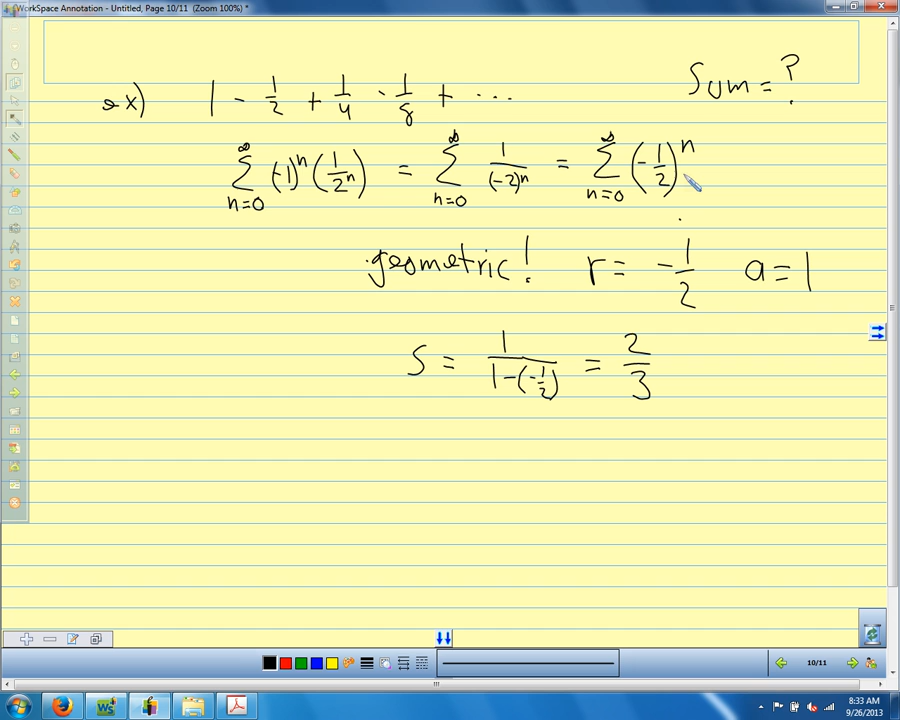 WorkSpace Annotation - Untitled, Page 10/11 (Zoom 100%) *
Sum = ?
ex) 1 - 1/2 + 1/4 - 1/8 + ...
∞∑n=0 (-1)^n (1/2^n) = ∞∑n=0 1/(-2)^n = ∞∑n=0 (-1/2)^n
geometric! r = -1/2 a = 1
S = 1/(1-(-1/2)) = 2/3
10/11
8:33 AM
9/26/2013